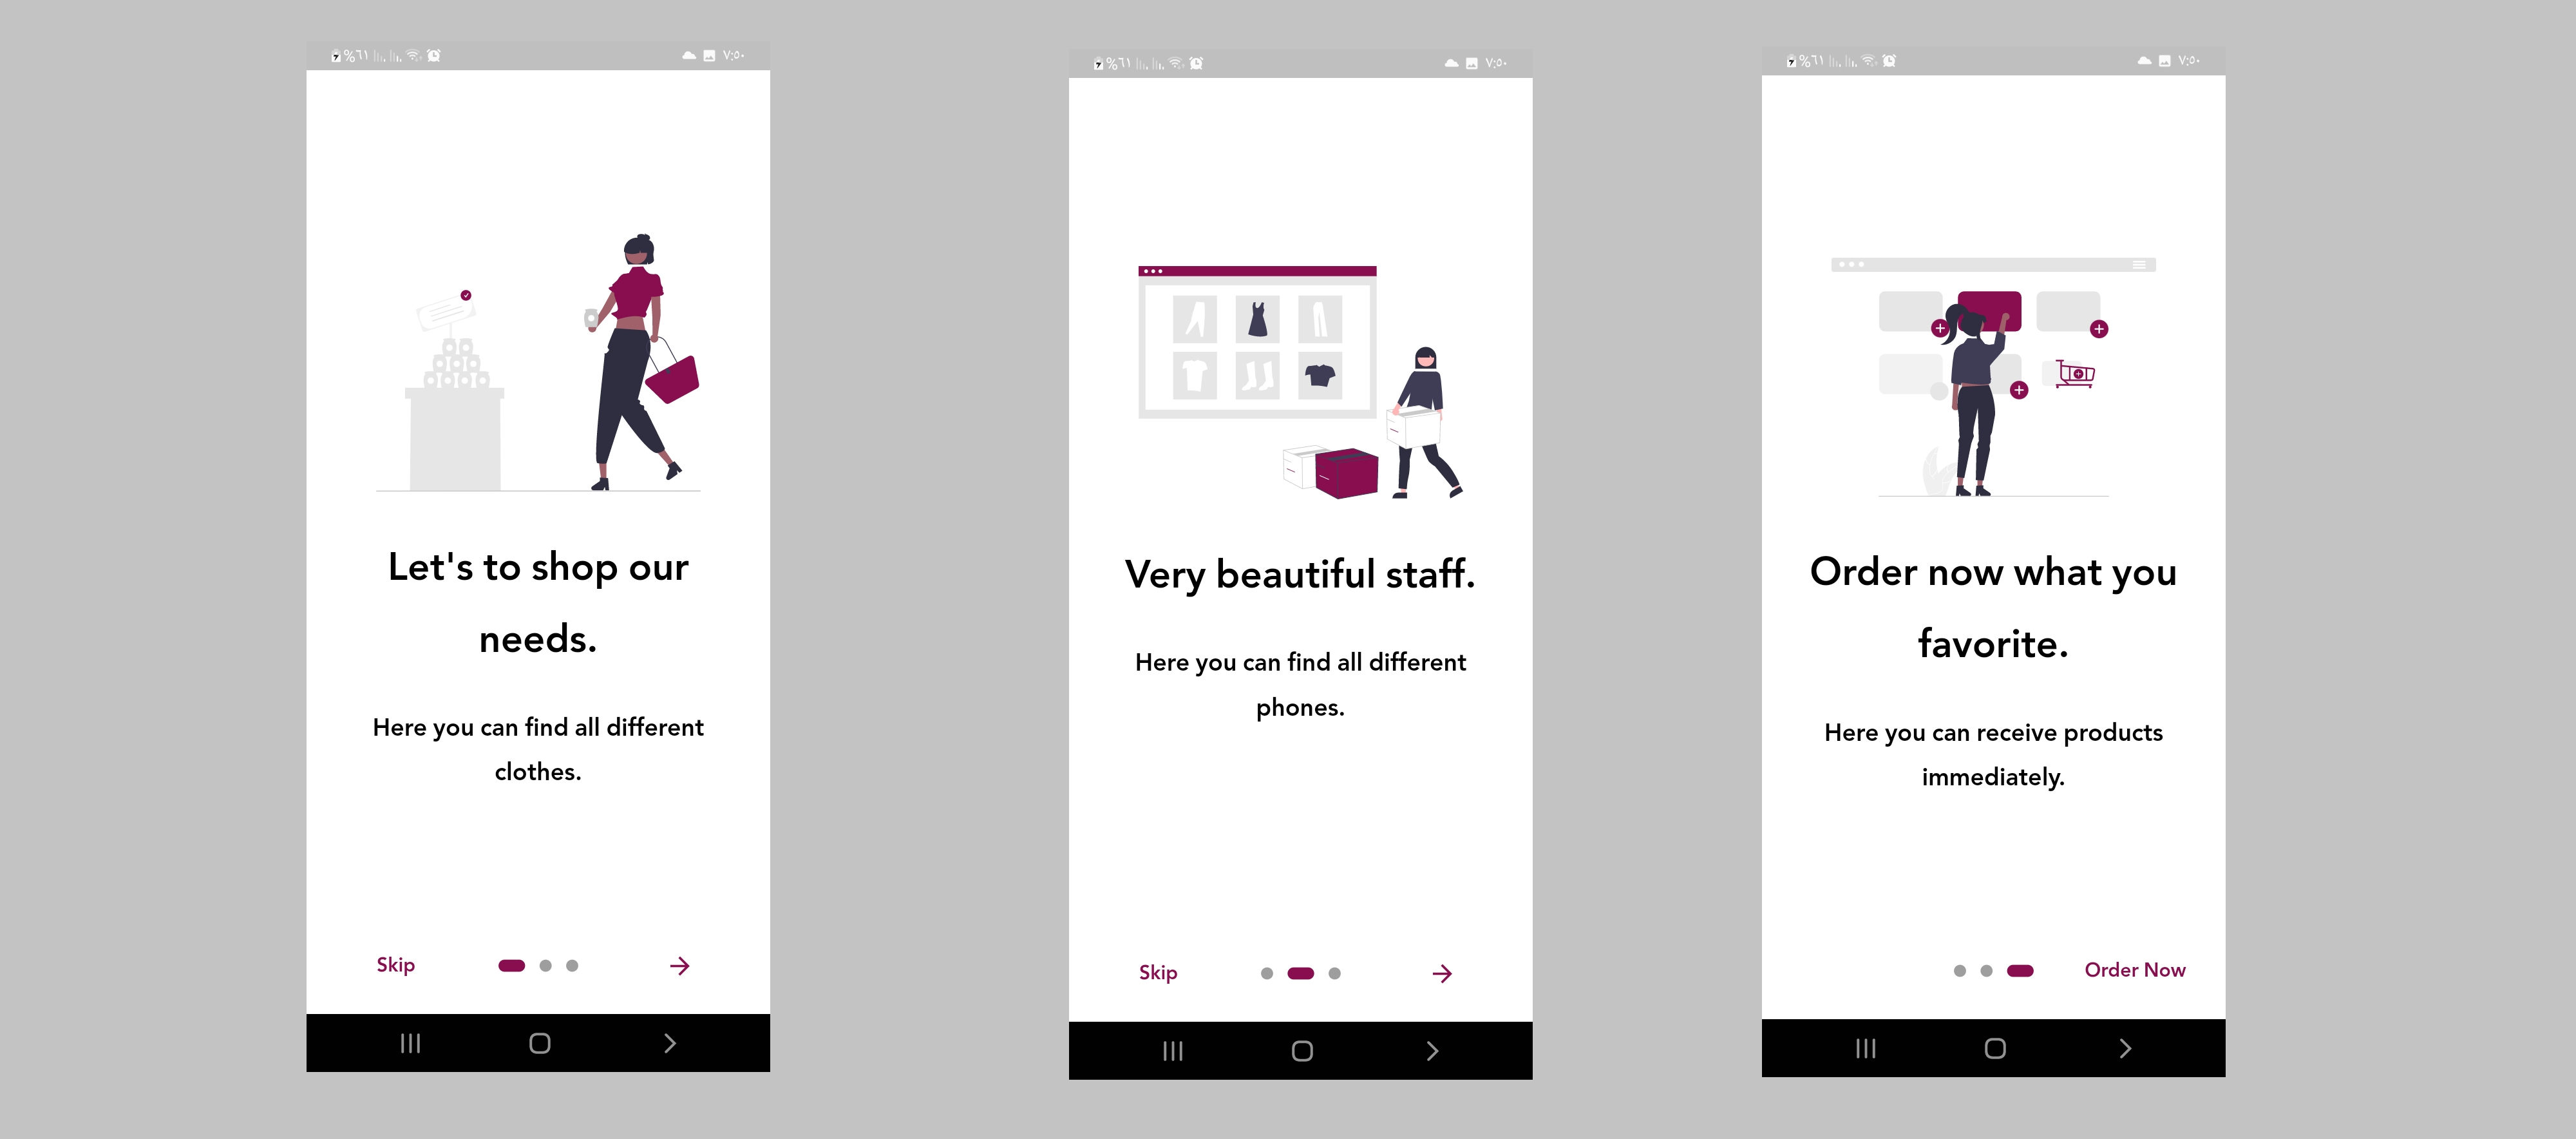 %٦١
٧:٥٠
Let's to shop our
needs.
Here you can find all different
clothes.
Skip
%٦١
٧:٥٠
Very beautiful staff.
Here you can find all different
phones.
Skip
%٦١
٧:٥٠
Order now what you
favorite.
Here you can receive products
immediately.
Order Now